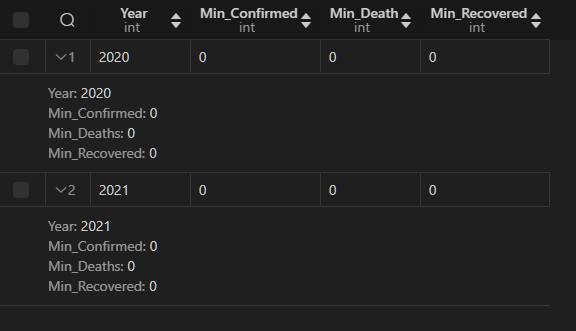 Year Min_Confirmed Min_Death Min_Recovered
int int int int
1 2020 0 0 0
Year: 2020
Min_Confirmed: 0
Min_Deaths: 0
Min_Recovered: 0
2 2021 0 0 0
Year: 2021
Min_Confirmed: 0
Min_Deaths: 0
Min_Recovered: 0